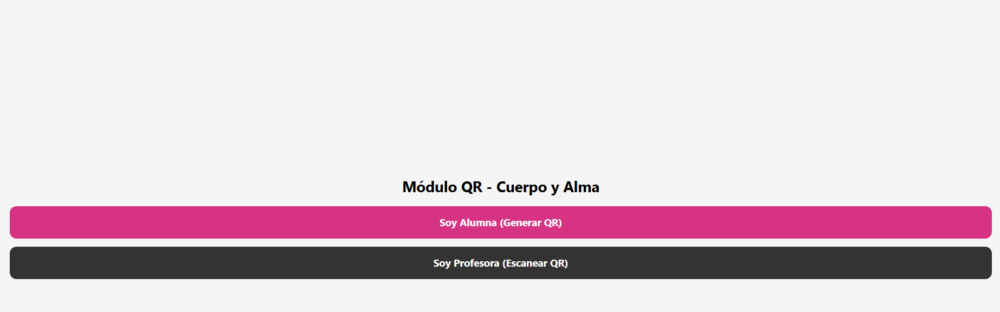 Módulo QR - Cuerpo y Alma
Soy Alumna (Generar QR)
Soy Profesora (Escanear QR)